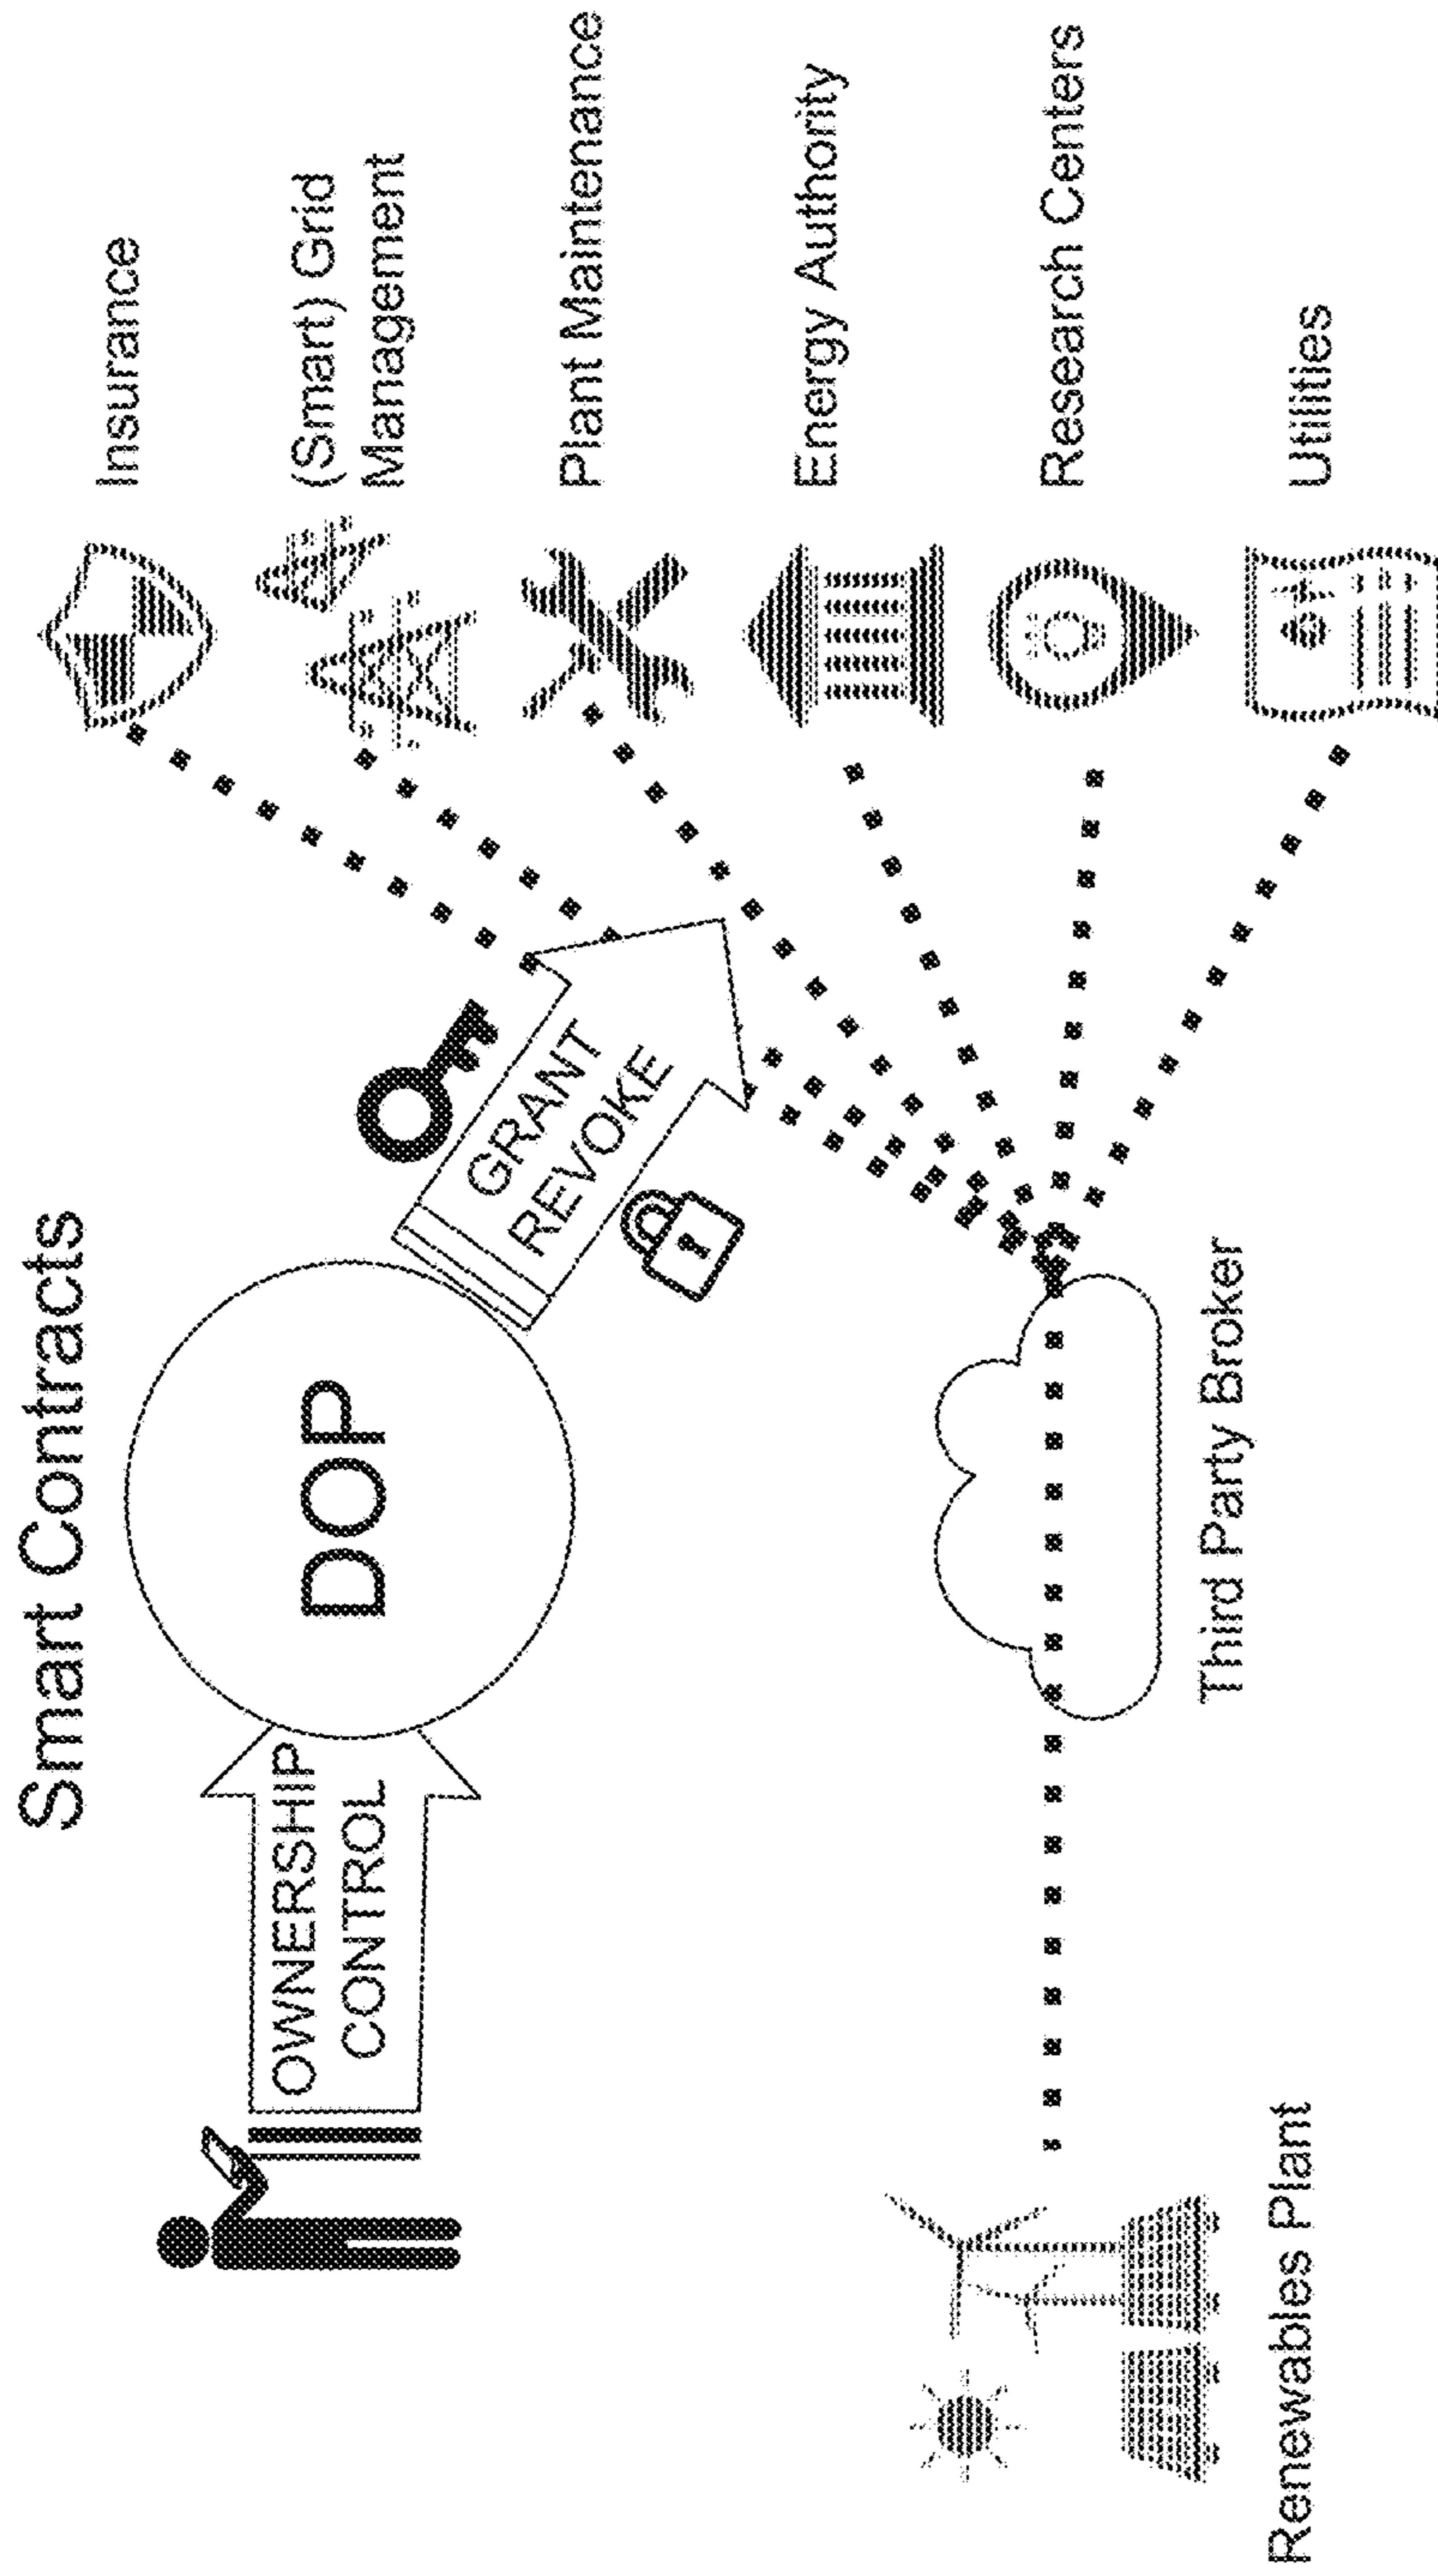 Smart Contracts
OWNERSHIP
CONTROL
DOP
GRANT
REVOKE
Insurance
(Smart) Grid
Management
Plant Maintenance
Energy Authority
Research Centers
Utilities
Third Party Broker
Renewables Plant